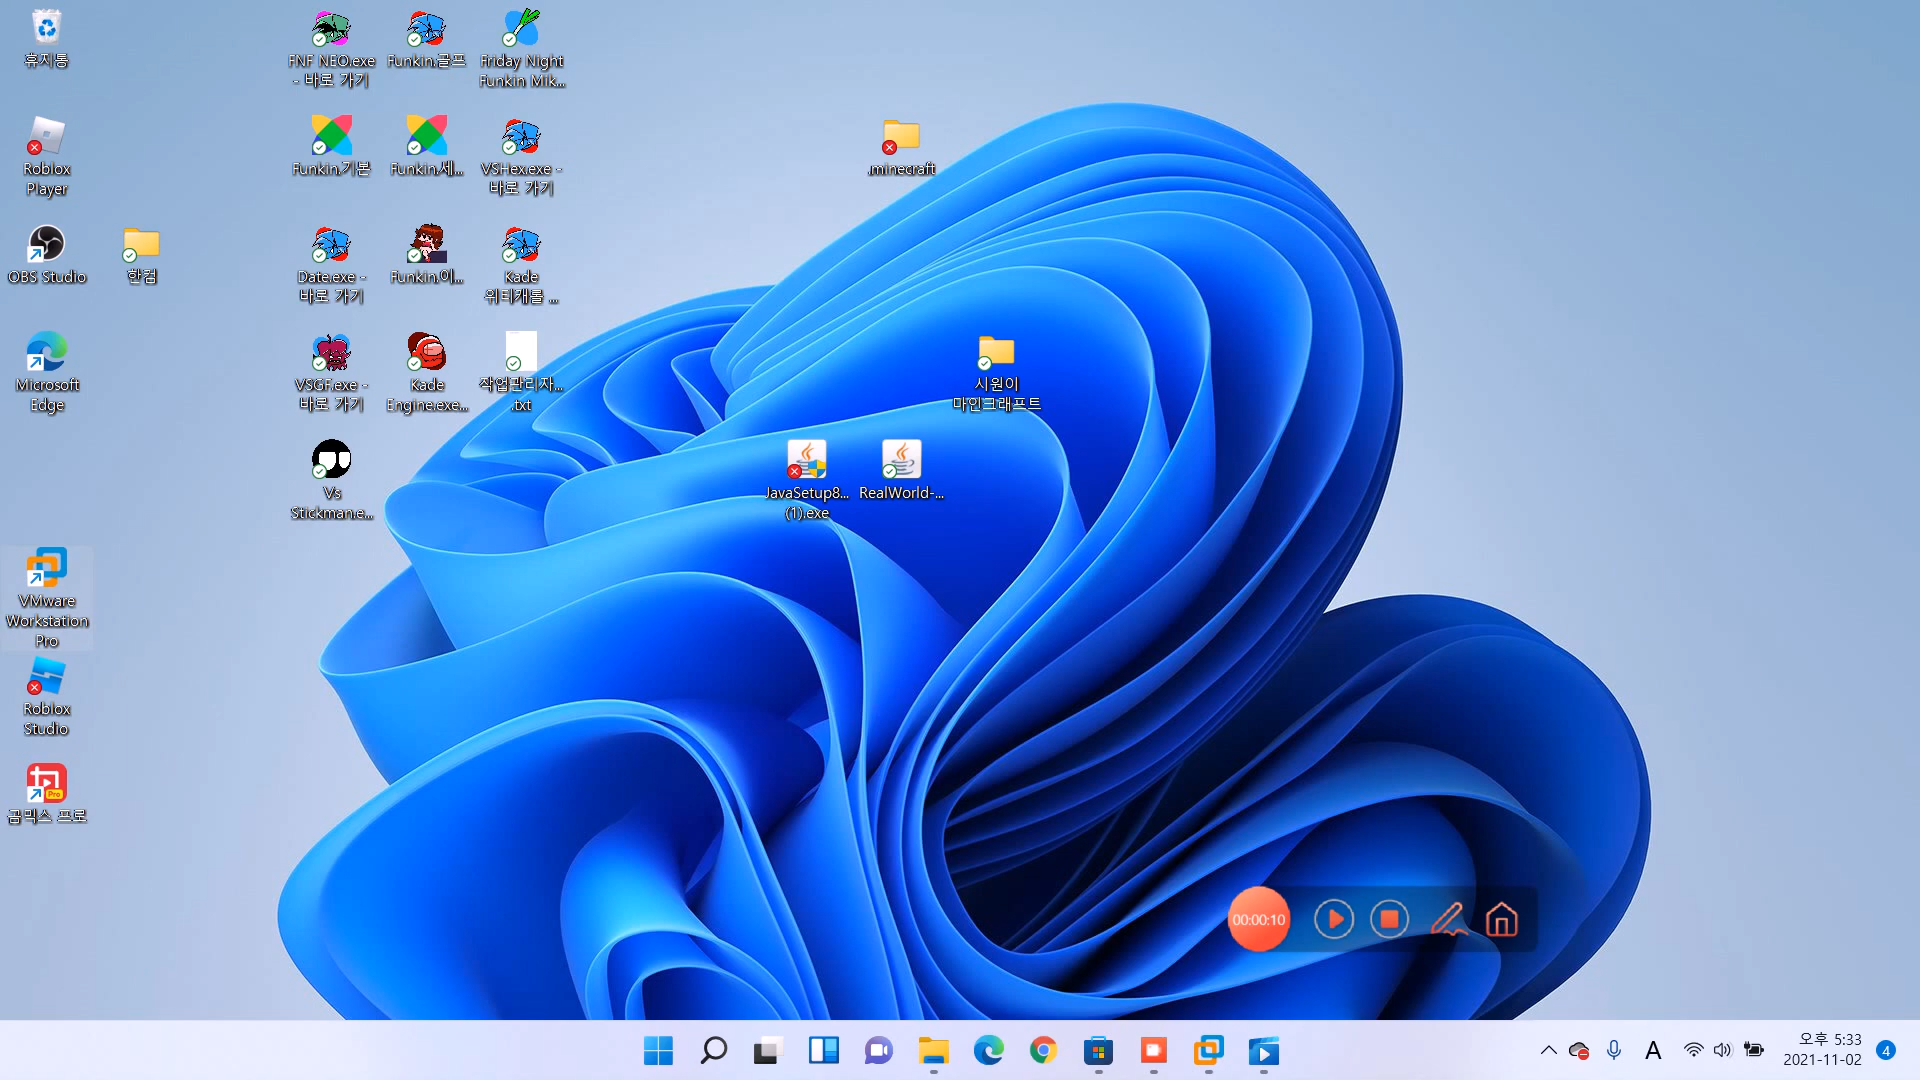 휴지통
FNF NEO.exe
- 바로 가기
Funkin.골프
Friday Night
Funkin Mik...
Roblox
Player
Funkin.기본
Funkin.세...
VSHex.exe -
바로 가기
.minecraft
OBS Studio
한컴
Date.exe -
바로 가기
Funkin.이...
Kade
위티캐롤 ...
Microsoft
Edge
VSGF.exe -
바로 가기
Kade
Engine.exe...
작업관리자...
.txt
시원이
마인크래프트
Vs
Stickman.e...
JavaSetup8...
(1).exe
RealWorld-...
VMware
Workstation
Pro
Roblox
Studio
Pro
곰믹스 프로
00:00:10
A
오후 5:33
2021-11-02
4